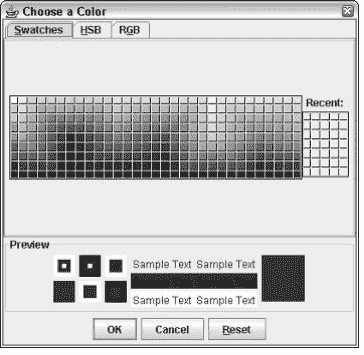 Choose a Color
Swatches HSB RGB
Recent:
Preview
Sample Text Sample Text
Sample Text Sample Text
OK Cancel Reset